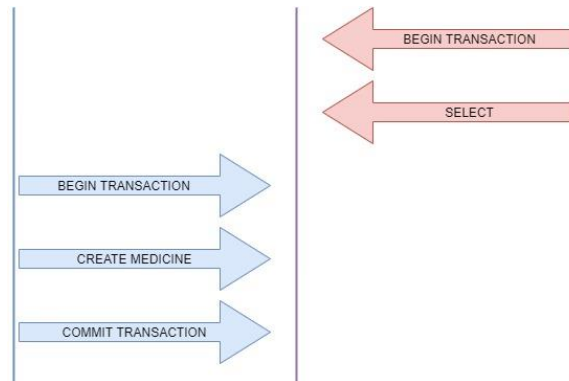 BEGIN TRANSACTION
SELECT
BEGIN TRANSACTION
CREATE MEDICINE
COMMIT TRANSACTION